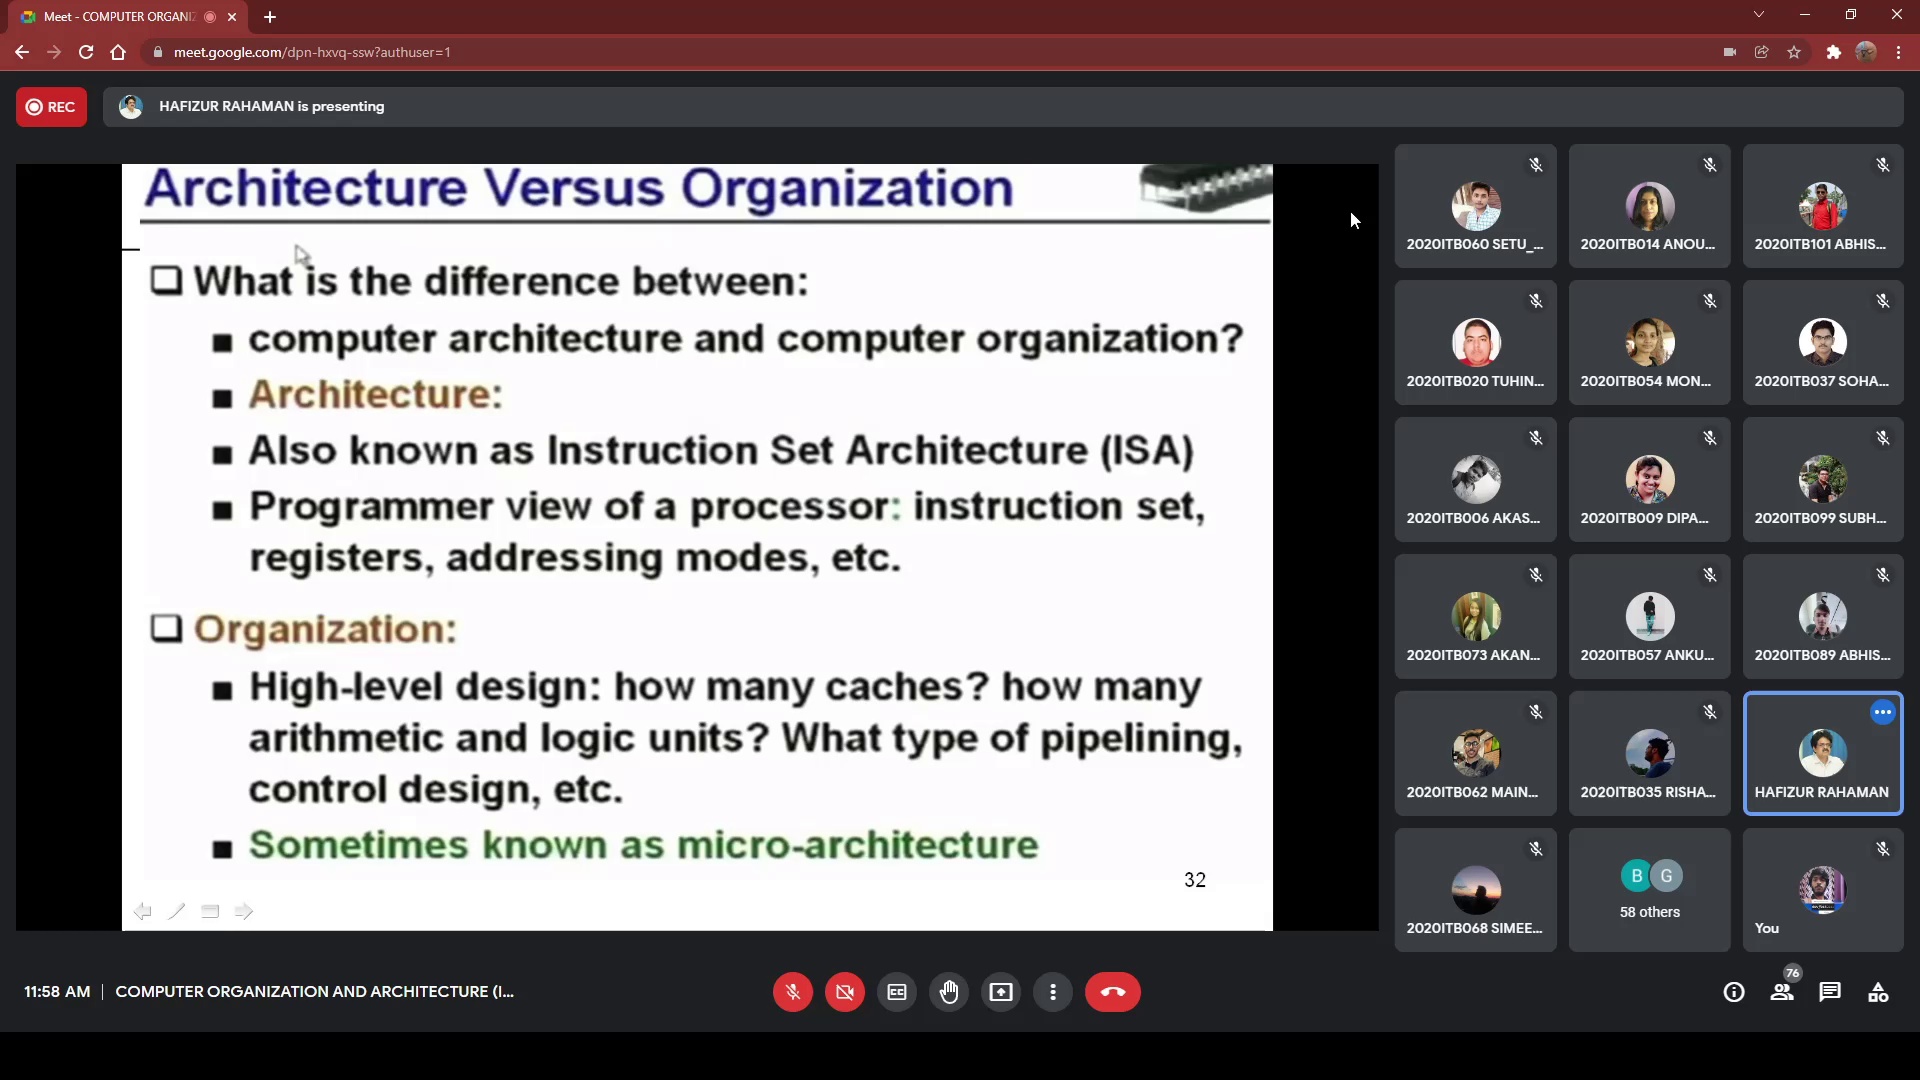 Meet - COMPUTER ORGANIZ
meet.google.com/dpn-hxvq-ssw?authuser=1
REC
HAFIZUR RAHAMAN is presenting
Architecture Versus Organization
What is the difference between:
computer architecture and computer organization?
Architecture:
Also known as Instruction Set Architecture (ISA)
Programmer view of a processor: instruction set,
registers, addressing modes, etc.
Organization:
High-level design: how many caches? how many
arithmetic and logic units? What type of pipelining,
control design, etc.
Sometimes known as micro-architecture
32
2020ITB060 SETU_...
2020ITB014 ANOU...
2020ITB101 ABHIS...
2020ITB020 TUHIN...
2020ITB054 MON...
2020ITB037 SOHA...
2020ITB006 AKAS...
2020ITB009 DIPA...
2020ITB099 SUBH...
2020ITB073 AKAN...
2020ITB057 ANKU...
2020ITB089 ABHIS...
2020ITB062 MAIN...
2020ITB035 RISHA...
HAFIZUR RAHAMAN
2020ITB068 SIMEE...
B G
58 others
You
11:58 AM | COMPUTER ORGANIZATION AND ARCHITECTURE (I...
76